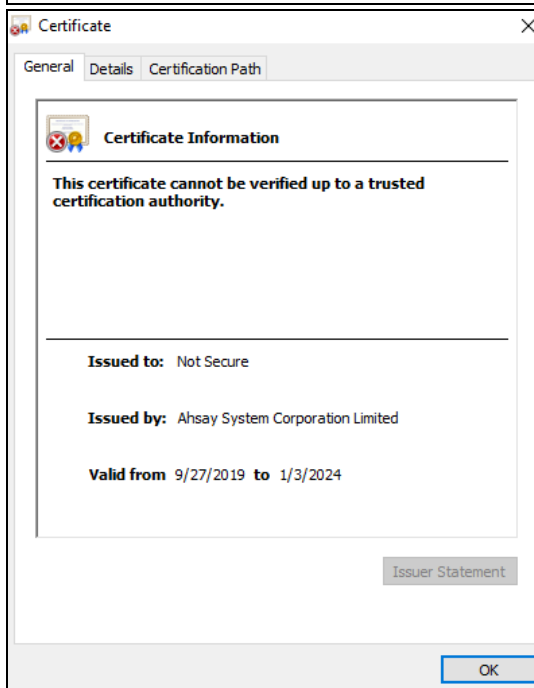 Certificate
General Details Certification Path
Certificate Information
This certificate cannot be verified up to a trusted
certification authority.
Issued to: Not Secure
Issued by: Ahsay System Corporation Limited
Valid from 9/27/2019 to 1/3/2024
Issuer Statement
OK